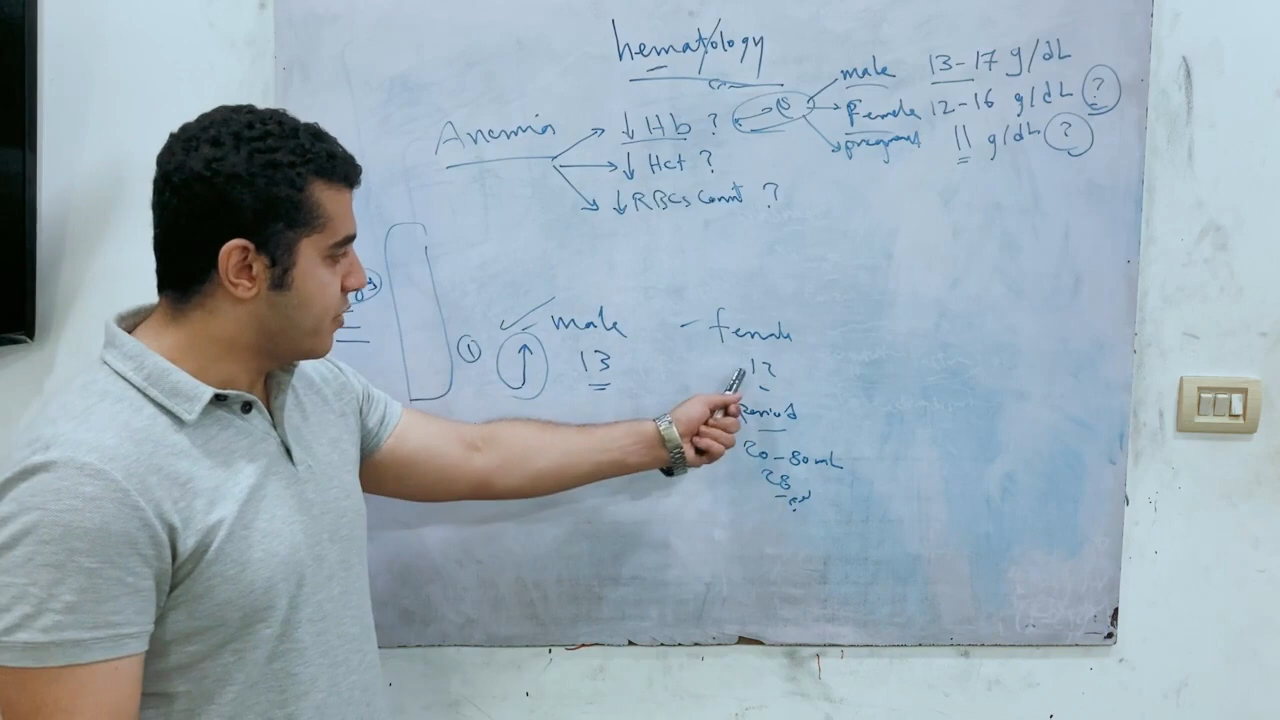 hematology
male 13-17 g/dL
Female 12-16 g/dL ?
pregnant 11 g/dL ?
Anemia
↓ Hb ?
↓ Hct ?
↓ RBCs Count ?
① ↑
- male
13
- female
12
period
20-80 mL
28